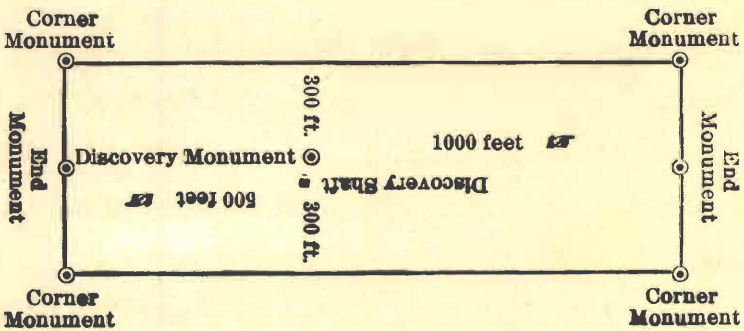 Corner
Monument
Corner
Monument
300 ft.
1000 feet
End
Monument
Discovery Monument
End
Monument
Discovery Shaft
500 feet
300 ft.
Corner
Monument
Corner
Monument